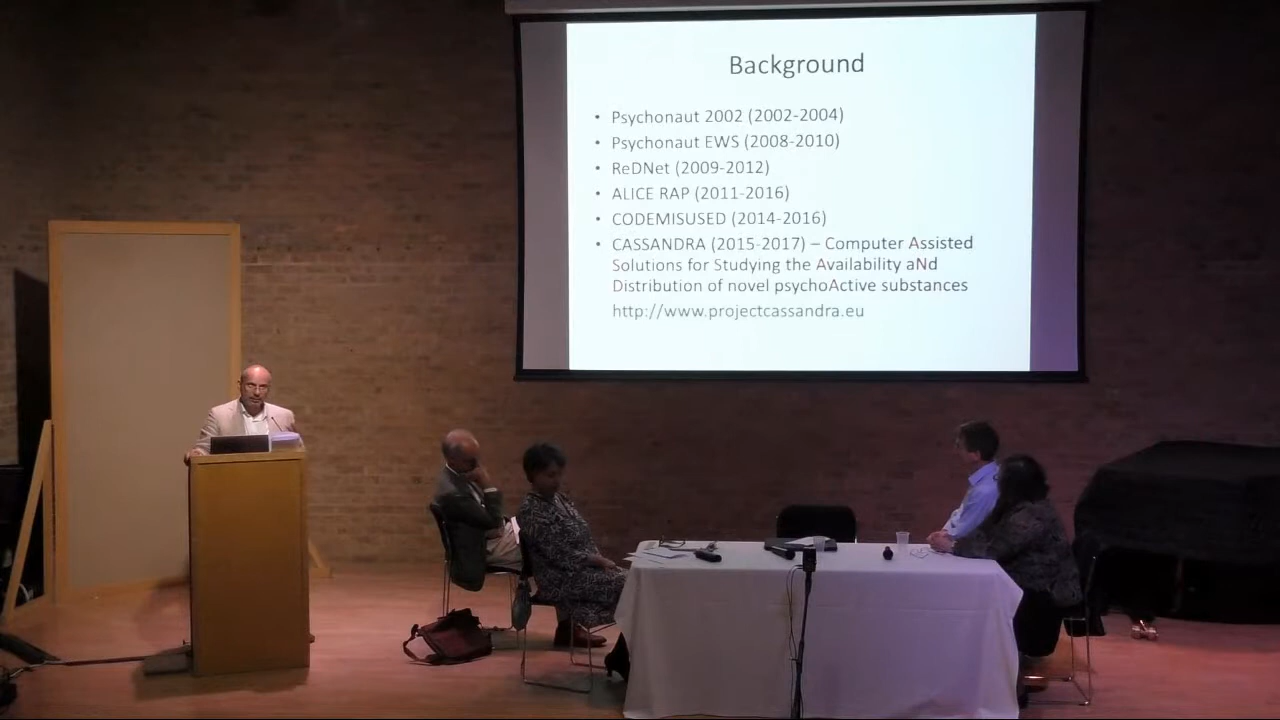 Background
• Psychonaut 2002 (2002-2004)
• Psychonaut EWS (2008-2010)
• ReDNet (2009-2012)
• ALICE RAP (2011-2016)
• CODEMISUSED (2014-2016)
• CASSANDRA (2015-2017) – Computer Assisted
Solutions for Studying the Availability aNd
Distribution of novel psychoActive substances
http://www.projectcassandra.eu